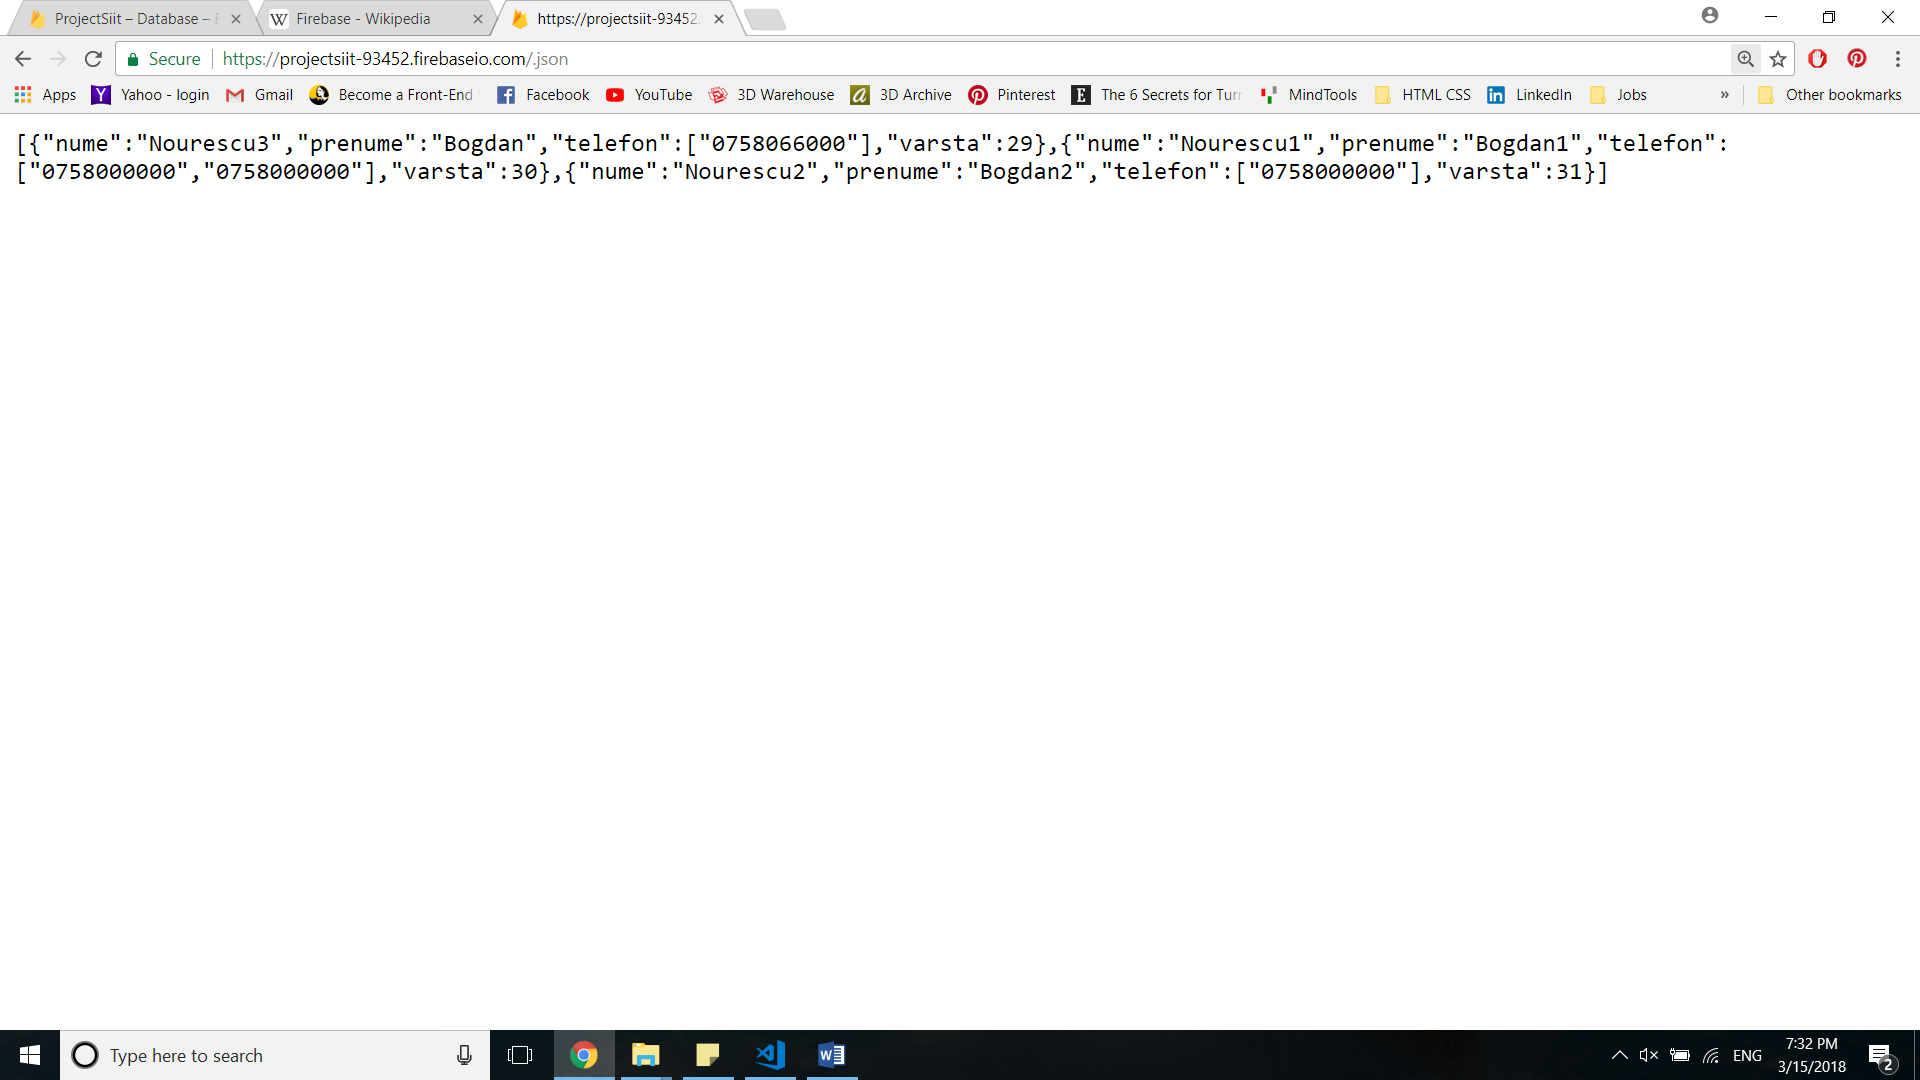 ProjectSiit – Database – F
Firebase - Wikipedia
https://projectsiit-93452.
Secure https://projectsiit-93452.firebaseio.com/.json
Apps Yahoo - login Gmail Become a Front-End Facebook YouTube 3D Warehouse 3D Archive Pinterest The 6 Secrets for Turn MindTools HTML CSS LinkedIn Jobs » Other bookmarks
[{"nume":"Nourescu3","prenume":"Bogdan","telefon":["0758066000"],"varsta":29},{"nume":"Nourescu1","prenume":"Bogdan1","telefon":
["0758000000","0758000000"],"varsta":30},{"nume":"Nourescu2","prenume":"Bogdan2","telefon":["0758000000"],"varsta":31}]
Type here to search
ENG
7:32 PM
3/15/2018
2